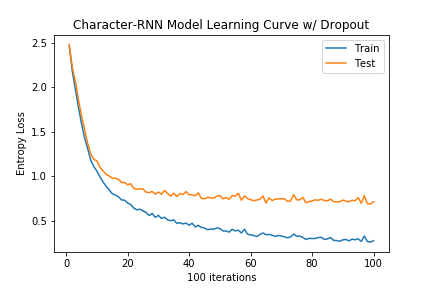 Character-RNN Model Learning Curve w/ Dropout
Train
Test
2.5
2.0
1.5
1.0
0.5
Entropy Loss
0
20
40
60
80
100
100 iterations